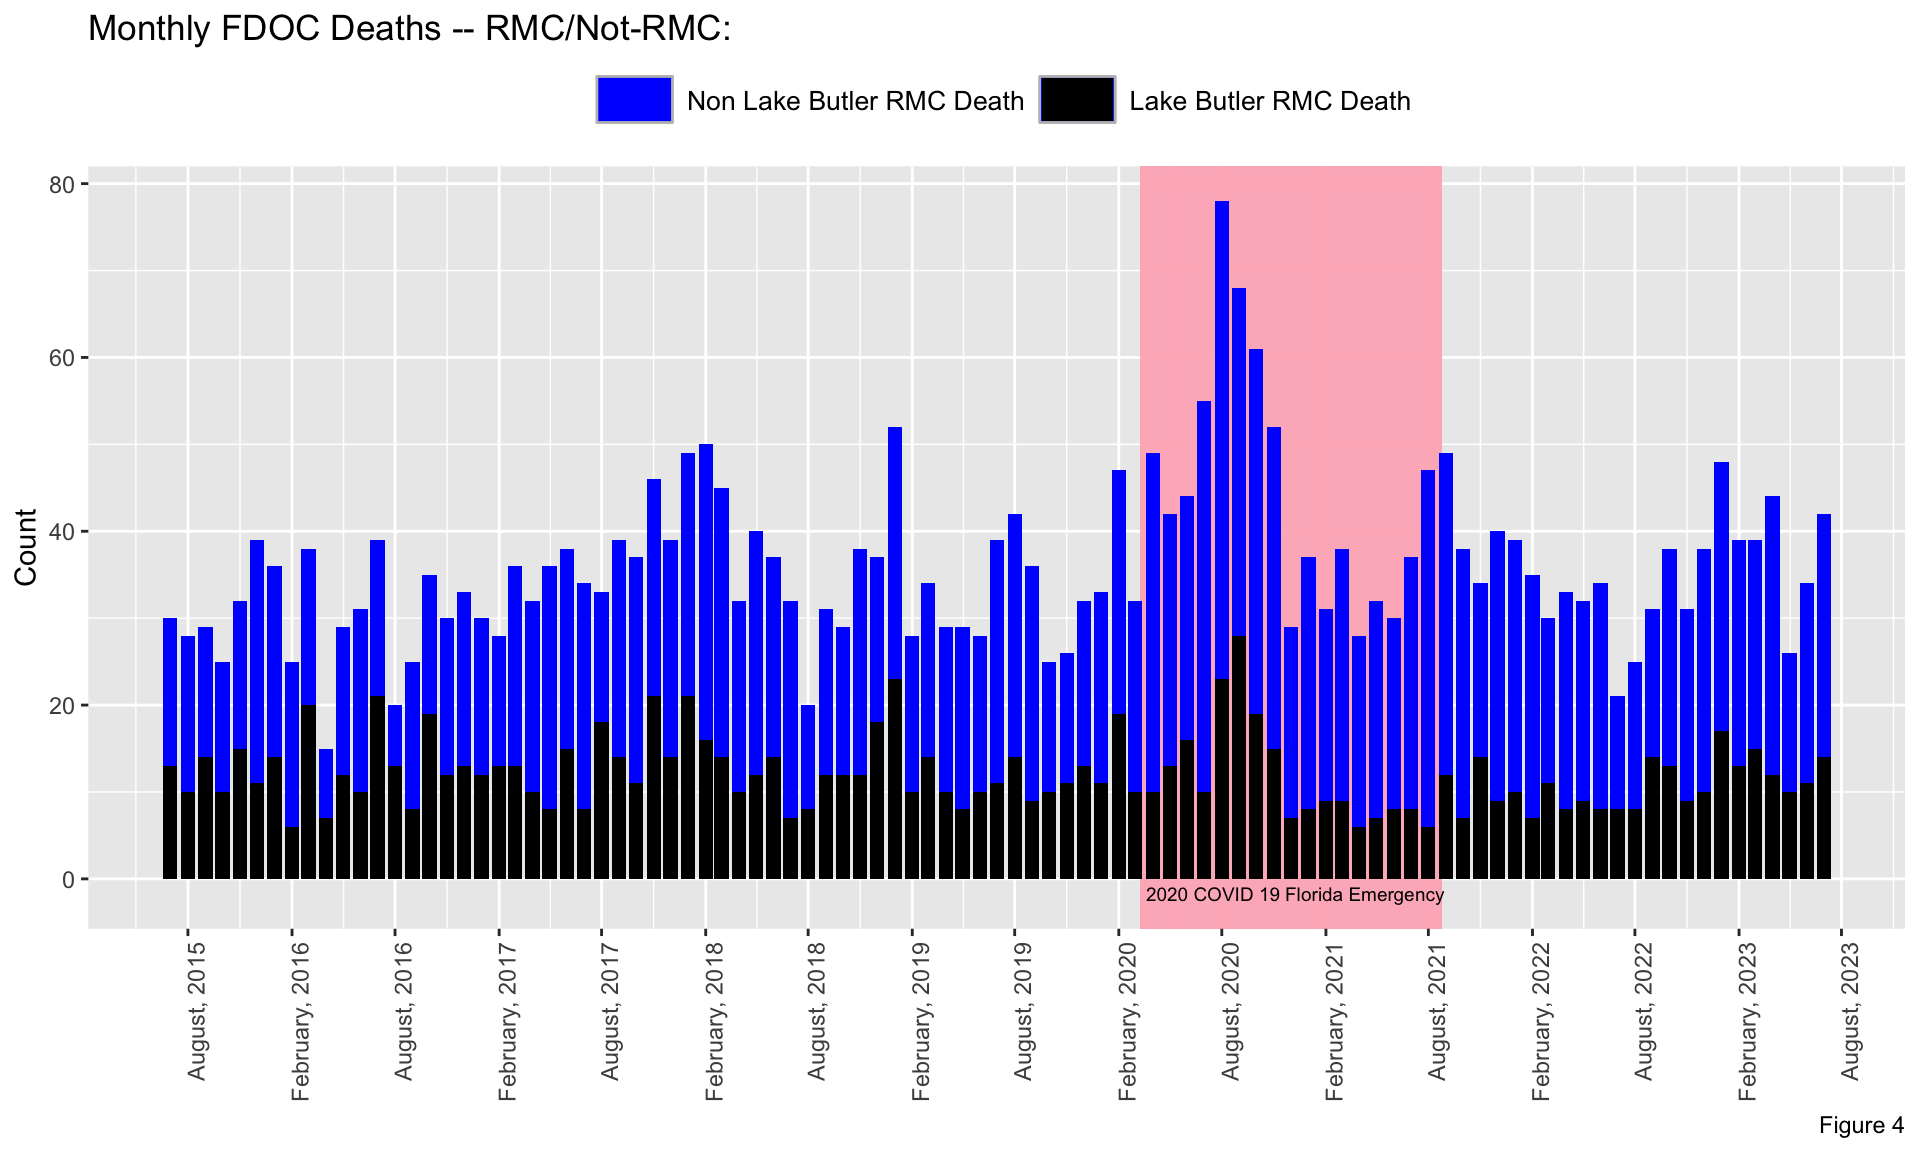 Monthly FDOC Deaths -- RMC/Not-RMC:
Non Lake Butler RMC Death
Lake Butler RMC Death
Count
80
60
40
20
0
2020 COVID 19 Florida Emergency
August, 2015
February, 2016
August, 2016
February, 2017
August, 2017
February, 2018
August, 2018
February, 2019
August, 2019
February, 2020
August, 2020
February, 2021
August, 2021
February, 2022
August, 2022
February, 2023
August, 2023
Figure 4